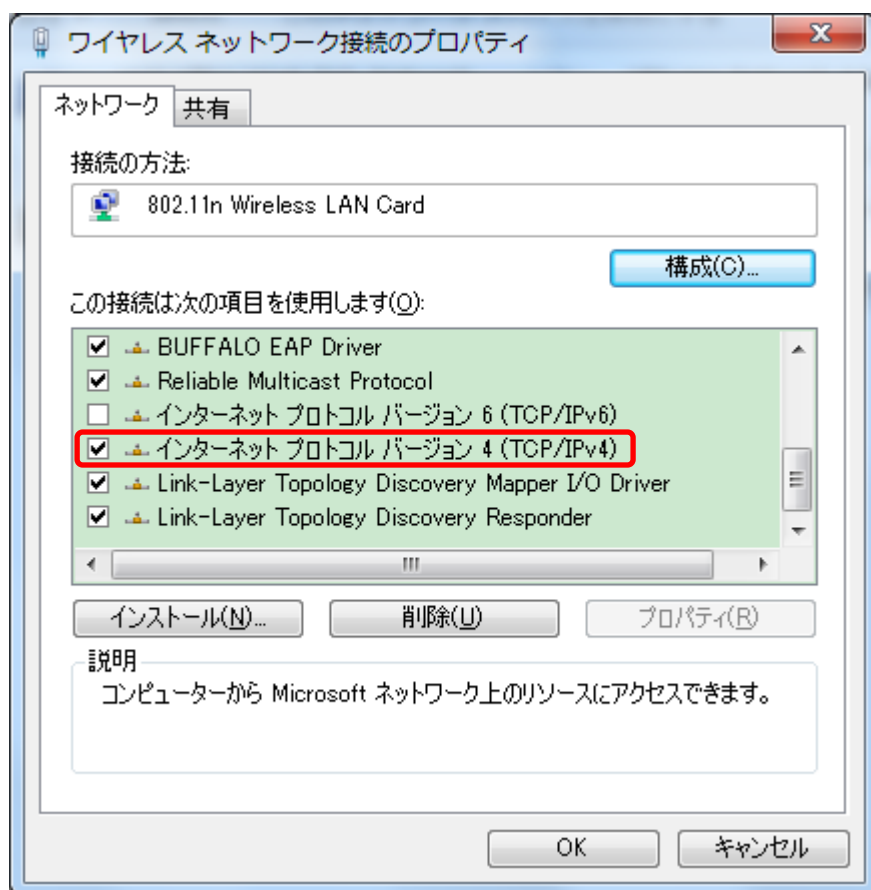 ワイヤレス ネットワーク接続のプロパティ
ネットワーク 共有
接続の方法:
802.11n Wireless LAN Card
構成(C)...
この接続は次の項目を使用します(O):
BUFFALO EAP Driver
Reliable Multicast Protocol
インターネット プロトコル バージョン 6 (TCP/IPv6)
インターネット プロトコル バージョン 4 (TCP/IPv4)
Link-Layer Topology Discovery Mapper I/O Driver
Link-Layer Topology Discovery Responder
インストール(N)... 削除(U) プロパティ(R)
説明
コンピューターから Microsoft ネットワーク上のリソースにアクセスできます。
OK キャンセル